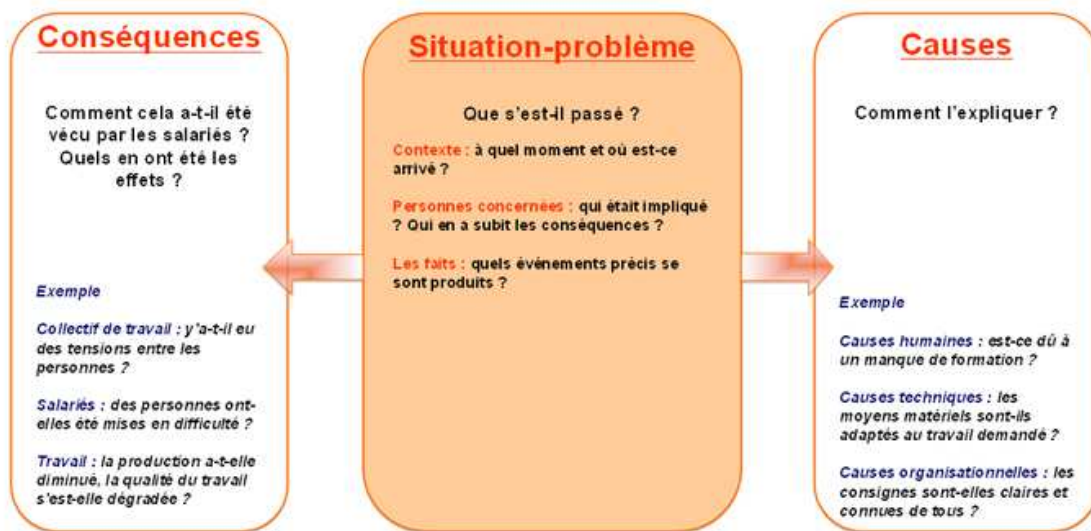 Conséquences
Comment cela a-t-il été
vécu par les salariés ?
Quels en ont été les
effets ?
Exemple
Collectif de travail : y'a-t-il eu
des tensions entre les
personnes ?
Salariés : des personnes ont-
elles été mises en difficulté ?
Travail : la production a-t-elle
diminué, la qualité du travail
s'est-elle dégradée ?
Situation-problème
Que s'est-il passé ?
Contexte : à quel moment et où est-ce
arrivé ?
Personnes concernées : qui était impliqué
? Qui en a subit les conséquences ?
Les faits : quels événements précis se
sont produits ?
Causes
Comment l'expliquer ?
Exemple
Causes humaines : est-ce dû à
un manque de formation ?
Causes techniques : les
moyens matériels sont-ils
adaptés au travail demandé ?
Causes organisationnelles : les
consignes sont-elles claires et
connues de tous ?